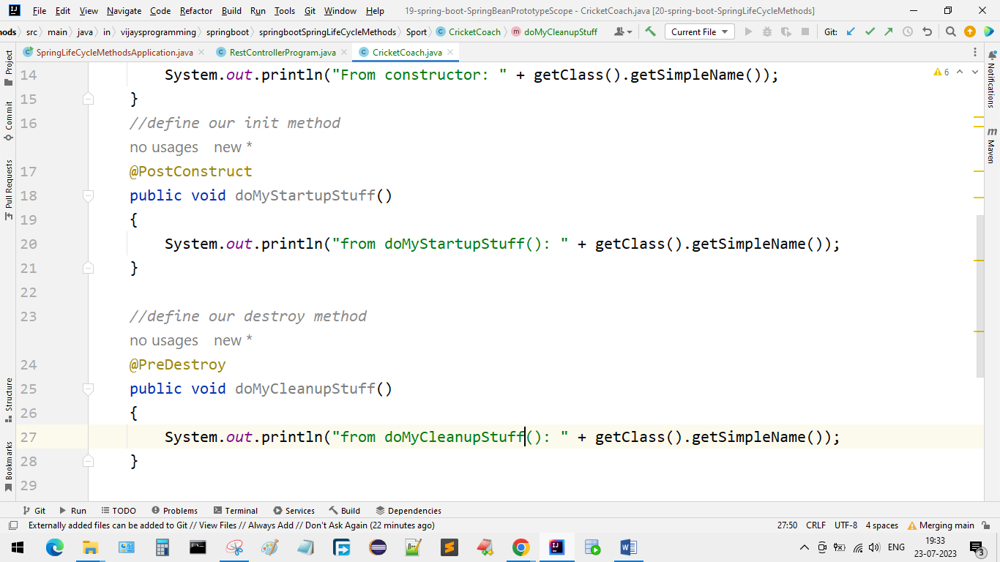 File Edit View Navigate Code Refactor Build Run Tools Git Window Help 19-spring-boot-SpringBeanPrototypeScope - CricketCoach.java [20-spring-boot-SpringLifeCycleMethods]
nods src main java in vijaysprogramming springboot springbootSpringLifeCycleMethods Sport CricketCoach doMyCleanupStuff Current File Git:
SpringLifeCycleMethodsApplication.java RestControllerProgram.java CricketCoach.java
Project
Commit
Pull Requests
Structure
Bookmarks
14 System.out.println("From constructor: " + getClass().getSimpleName());
15 }
16 //define our init method
no usages new *
17 @PostConstruct
18 public void doMyStartupStuff()
19 {
20 System.out.println("from doMyStartupStuff(): " + getClass().getSimpleName());
21 }
22
23 //define our destroy method
no usages new *
24 @PreDestroy
25 public void doMyCleanupStuff()
26 {
27 System.out.println("from doMyCleanupStuff(): " + getClass().getSimpleName());
28 }
29
6
Notifications
Maven
Git Run TODO Problems Terminal Services Build Dependencies
Externally added files can be added to Git // View Files // Always Add // Don't Ask Again (22 minutes ago) 27:50 CRLF UTF-8 4 spaces Merging main
ENG 19:33
23-07-2023 3